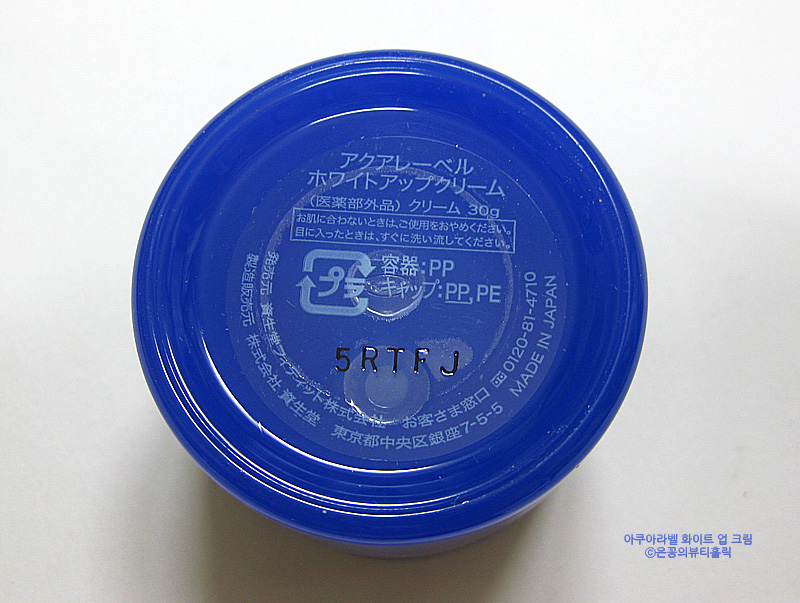 アクアレーベル
ホワイトアップクリーム
(医薬部外品) クリーム 30g
お肌に合わないときは、ご使用をおやめください。
目に入ったときは、すぐに洗い流してください。
プラ
容器:PP
キャップ:PP,PE
5RTFJ
発売元 資生堂フィティット株式会社 お客さま窓口 0120-81-4710
製造販売元 株式会社 資生堂 東京都中央区銀座7-5-5 MADE IN JAPAN
아쿠아라벨 화이트 업 크림
©은꽁의뷰티홀릭